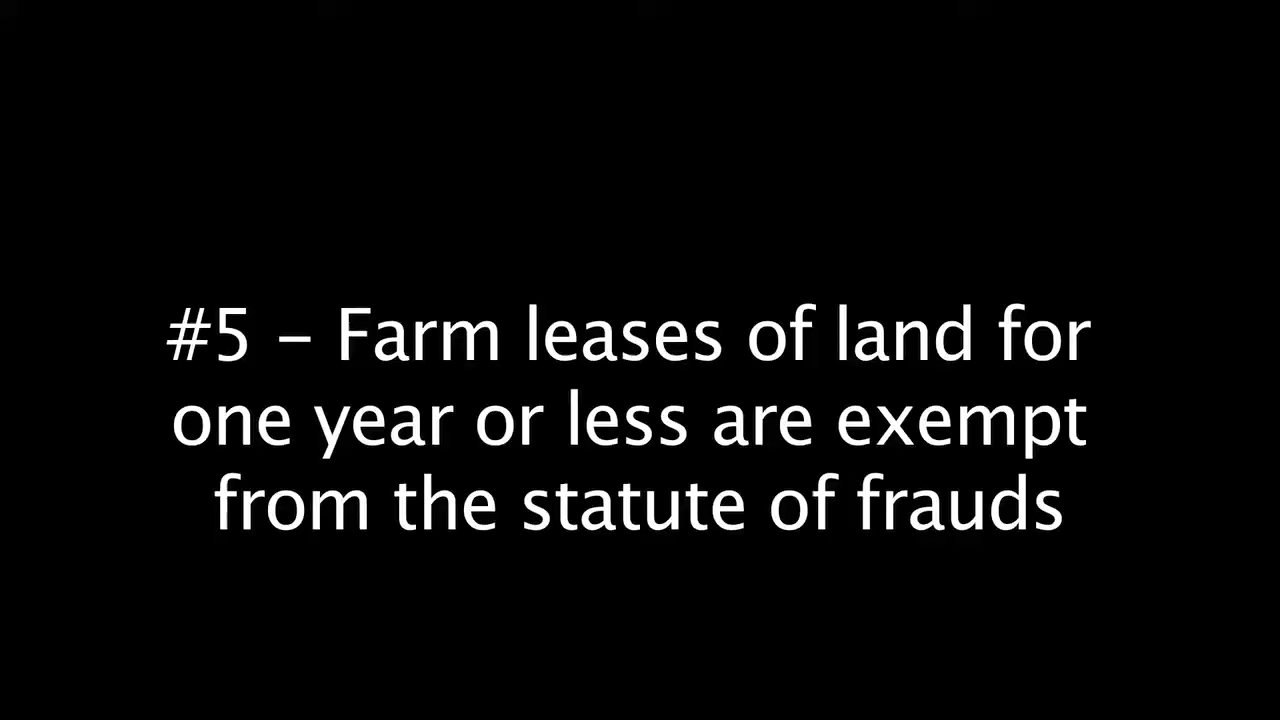 #5 – Farm leases of land for
one year or less are exempt
from the statute of frauds